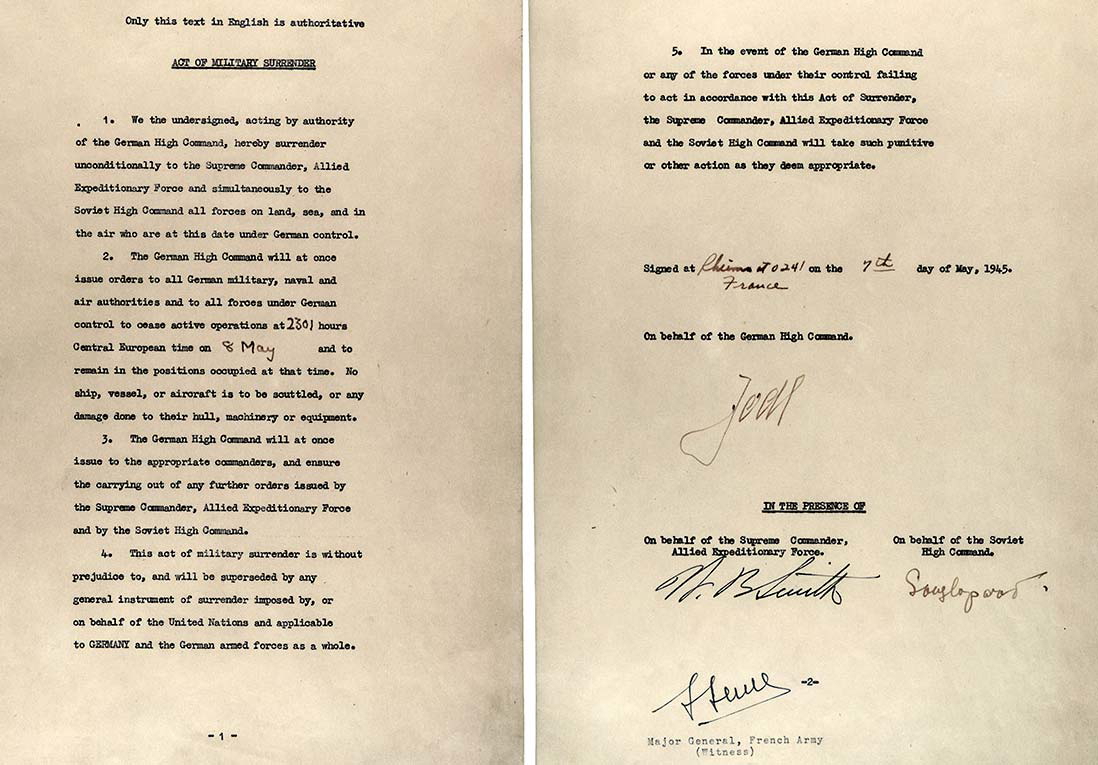 Only this text in English is authoritative
ACT OF MILITARY SURRENDER
1. We the undersigned, acting by authority
of the German High Command, hereby surrender
unconditionally to the Supreme Commander, Allied
Expeditionary Force and simultaneously to the
Soviet High Command all forces on land, sea, and in
the air who are at this date under German control.
2. The German High Command will at once
issue orders to all German military, naval and
air authorities and to all forces under German
control to cease active operations at 2301 hours
Central European time on 8 May and to
remain in the positions occupied at that time. No
ship, vessel, or aircraft is to be scuttled, or any
damage done to their hull, machinery or equipment.
3. The German High Command will at once
issue to the appropriate commanders, and ensure
the carrying out of any further orders issued by
the Supreme Commander, Allied Expeditionary Force
and by the Soviet High Command.
4. This act of military surrender is without
prejudice to, and will be superseded by any
general instrument of surrender imposed by, or
on behalf of the United Nations and applicable
to GERMANY and the German armed forces as a whole.
- 1 -
5. In the event of the German High Command
or any of the forces under their control failing
to act in accordance with this Act of Surrender,
the Supreme Commander, Allied Expeditionary Force
and the Soviet High Command will take such punitive
or other action as they deem appropriate.
Signed at Rheims at 0241 on the 7th day of May, 1945.
France
On behalf of the German High Command.
Jodl
IN THE PRESENCE OF
On behalf of the Supreme Commander,
Allied Expeditionary Force.
On behalf of the Soviet
High Command.
W. B. Smith
-2-
Major General, French Army
(Witness)